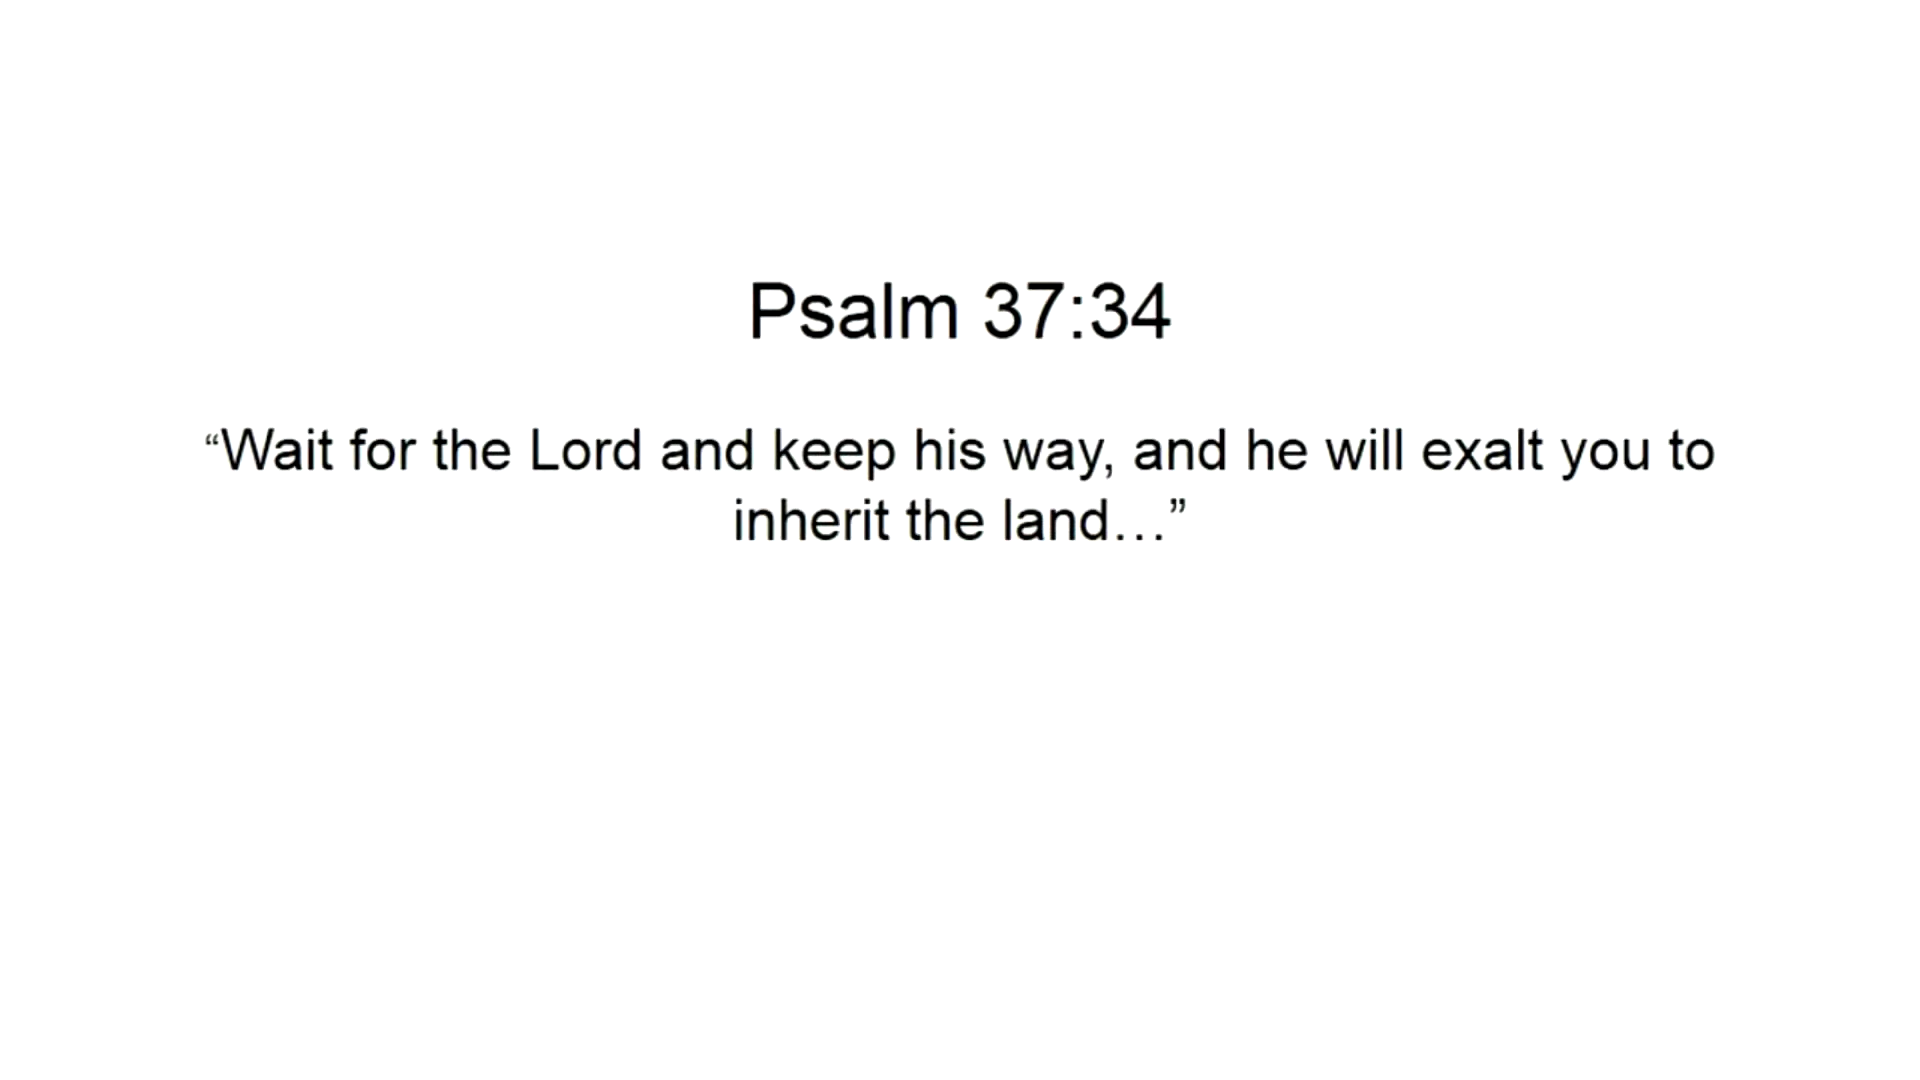 Psalm 37:34
“Wait for the Lord and keep his way, and he will exalt you to
inherit the land…”